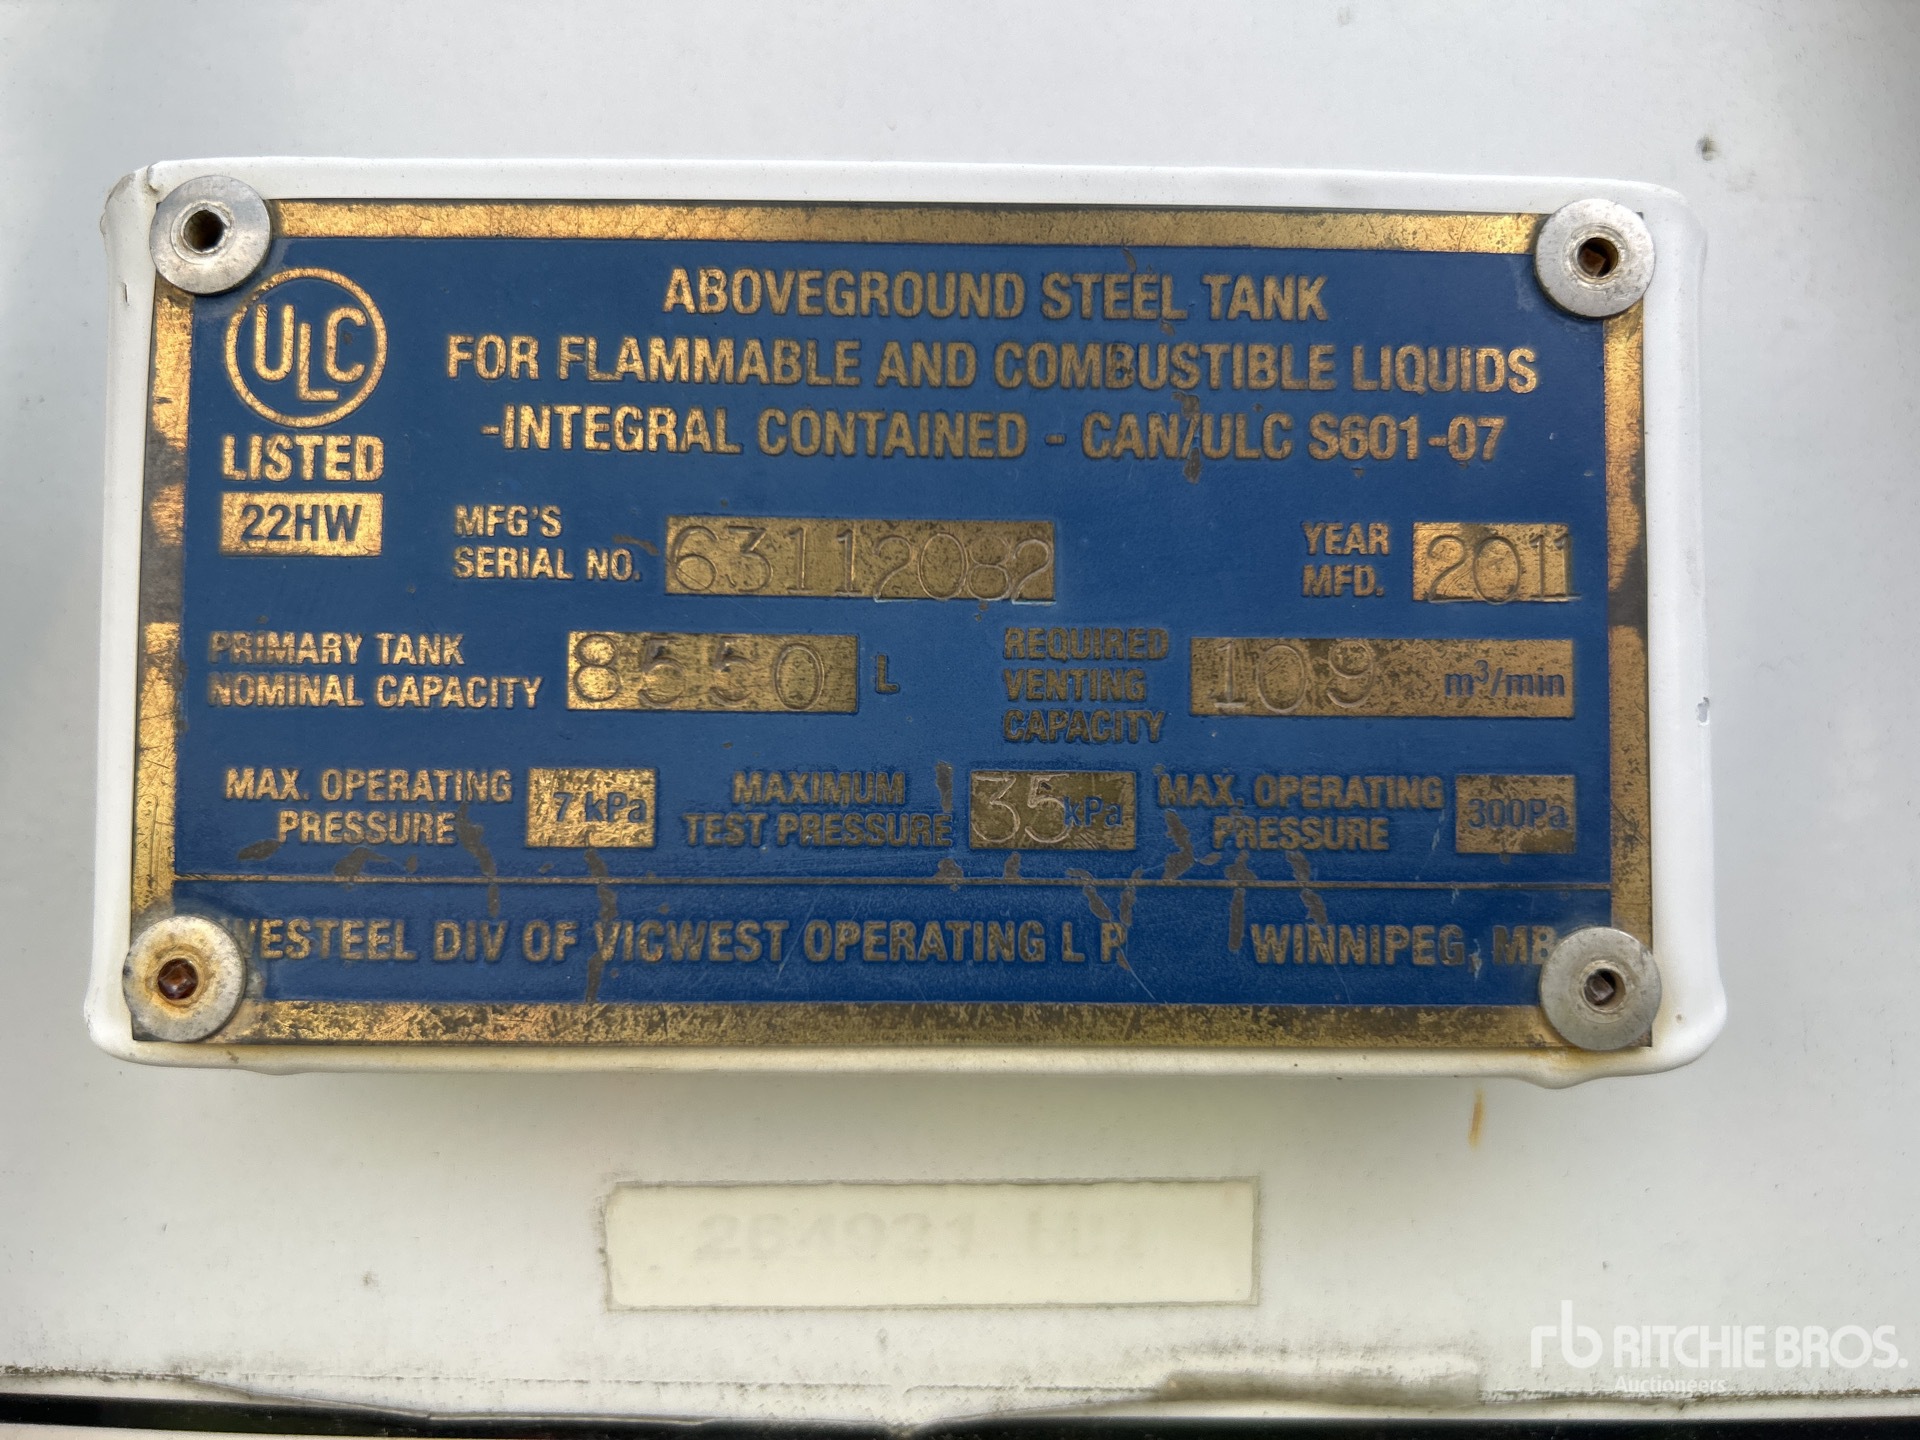 ULC
LISTED
22HW
ABOVEGROUND STEEL TANK
FOR FLAMMABLE AND COMBUSTIBLE LIQUIDS
-INTEGRAL CONTAINED - CAN/ULC S601-07
MFG'S
SERIAL NO. 63112082
YEAR
MFD. 2011
PRIMARY TANK
NOMINAL CAPACITY 8550 L
REQUIRED
VENTING
CAPACITY 109 m³/min
MAX. OPERATING
PRESSURE 7 kPa
MAXIMUM
TEST PRESSURE 35 kPa
MAX. OPERATING
PRESSURE 300Pa
WESTEEL DIV OF VICWEST OPERATING L P WINNIPEG, MB
rb RITCHIE BROS.
Auctioneers